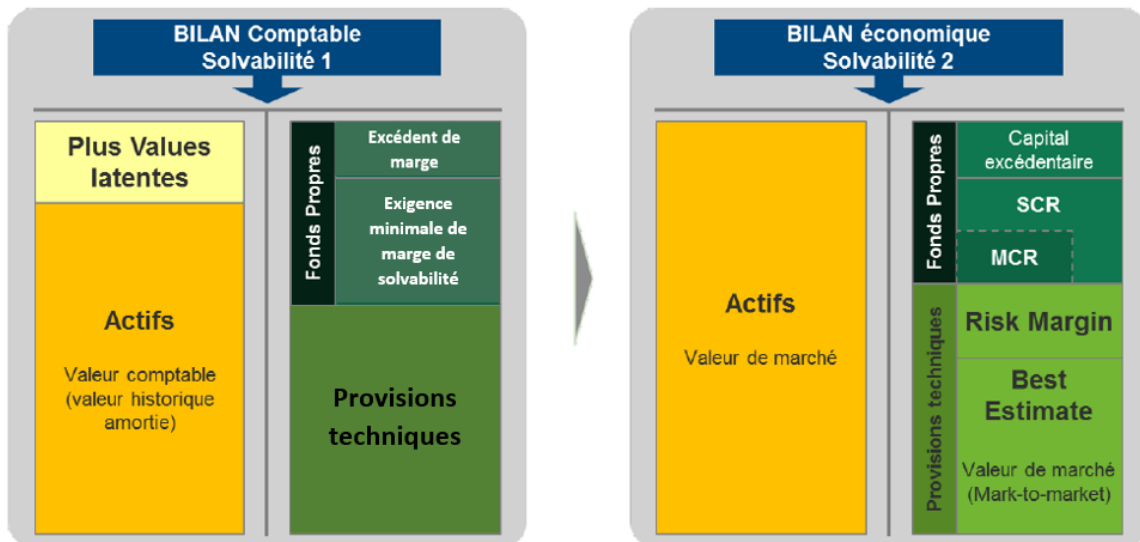 BILAN Comptable
Solvabilité 1
Plus Values
latentes
Actifs
Valeur comptable
(valeur historique
amortie)
Fonds Propres
Excédent de
marge
Exigence
minimale de
marge de
solvabilité
Provisions
techniques
BILAN économique
Solvabilité 2
Actifs
Valeur de marché
Fonds Propres
Capital
excédentaire
SCR
MCR
Provisions techniques
Risk Margin
Best
Estimate
Valeur de marché
(Mark-to-market)